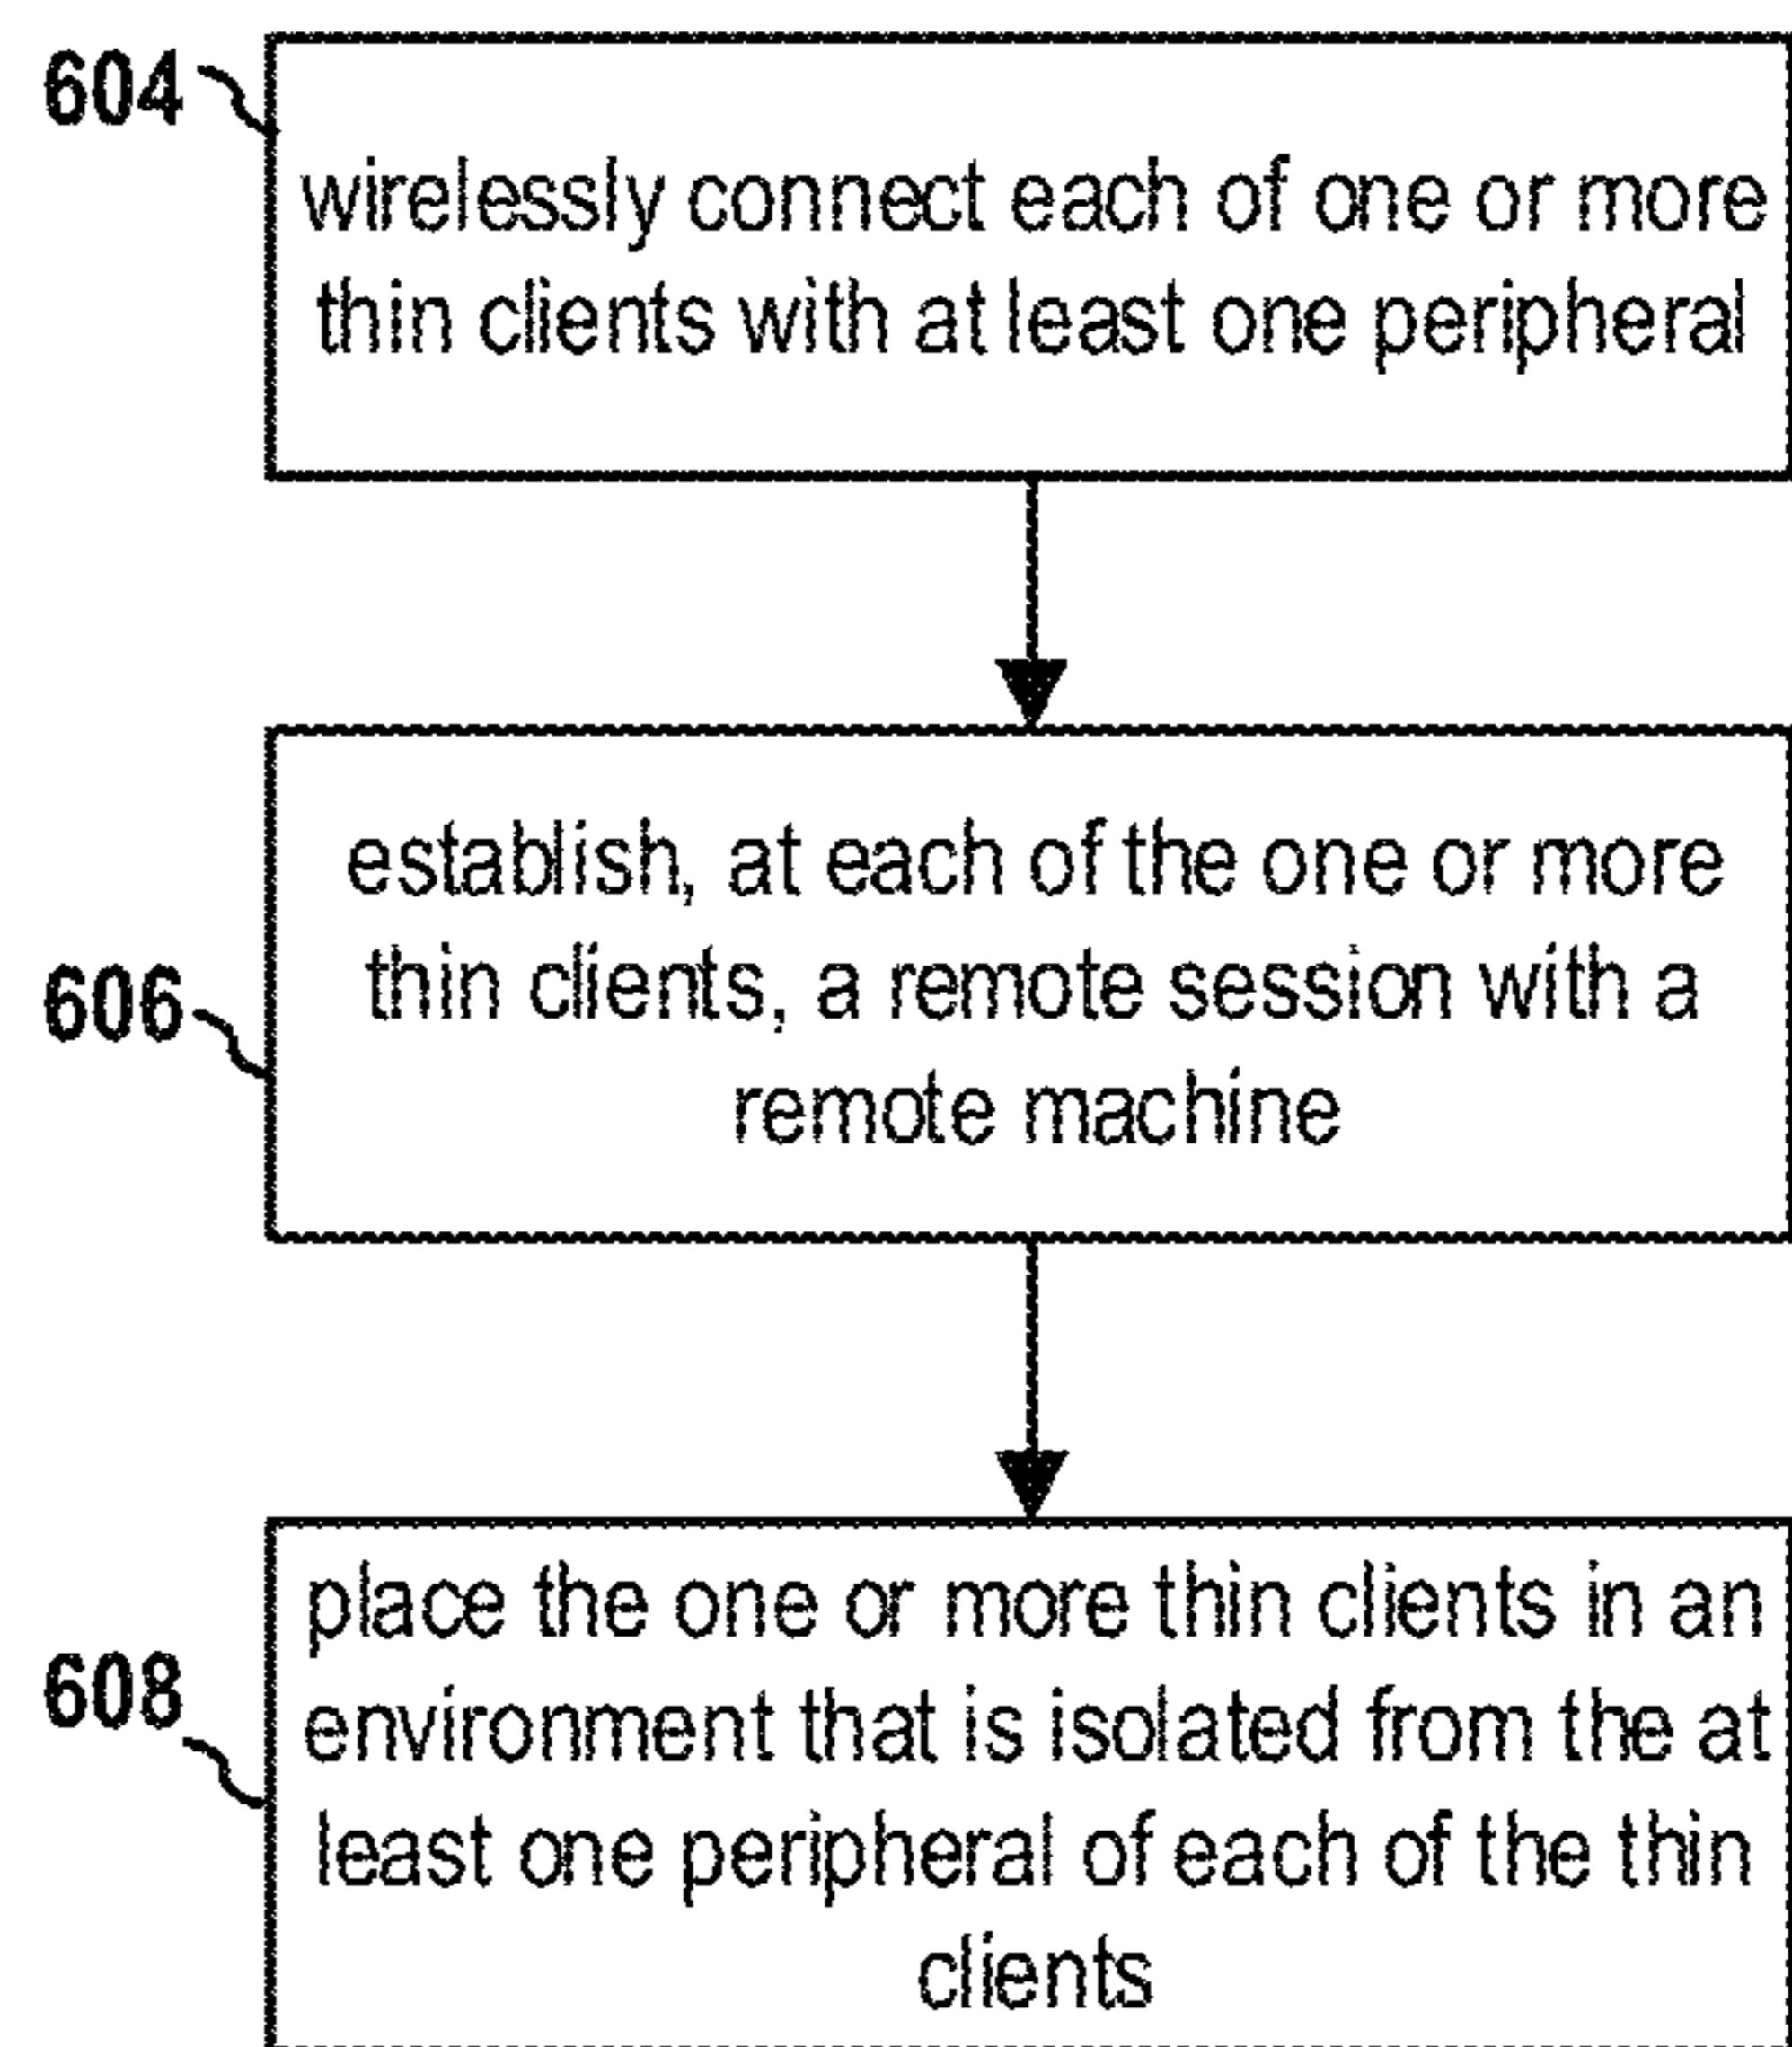 604
wirelessly connect each of one or more
thin clients with at least one peripheral
establish, at each of the one or more
thin clients, a remote session with a
606
remote machine
place the one or more thin clients in an
608
environment that is isolated from the at
least one peripheral of each of the thin
clients